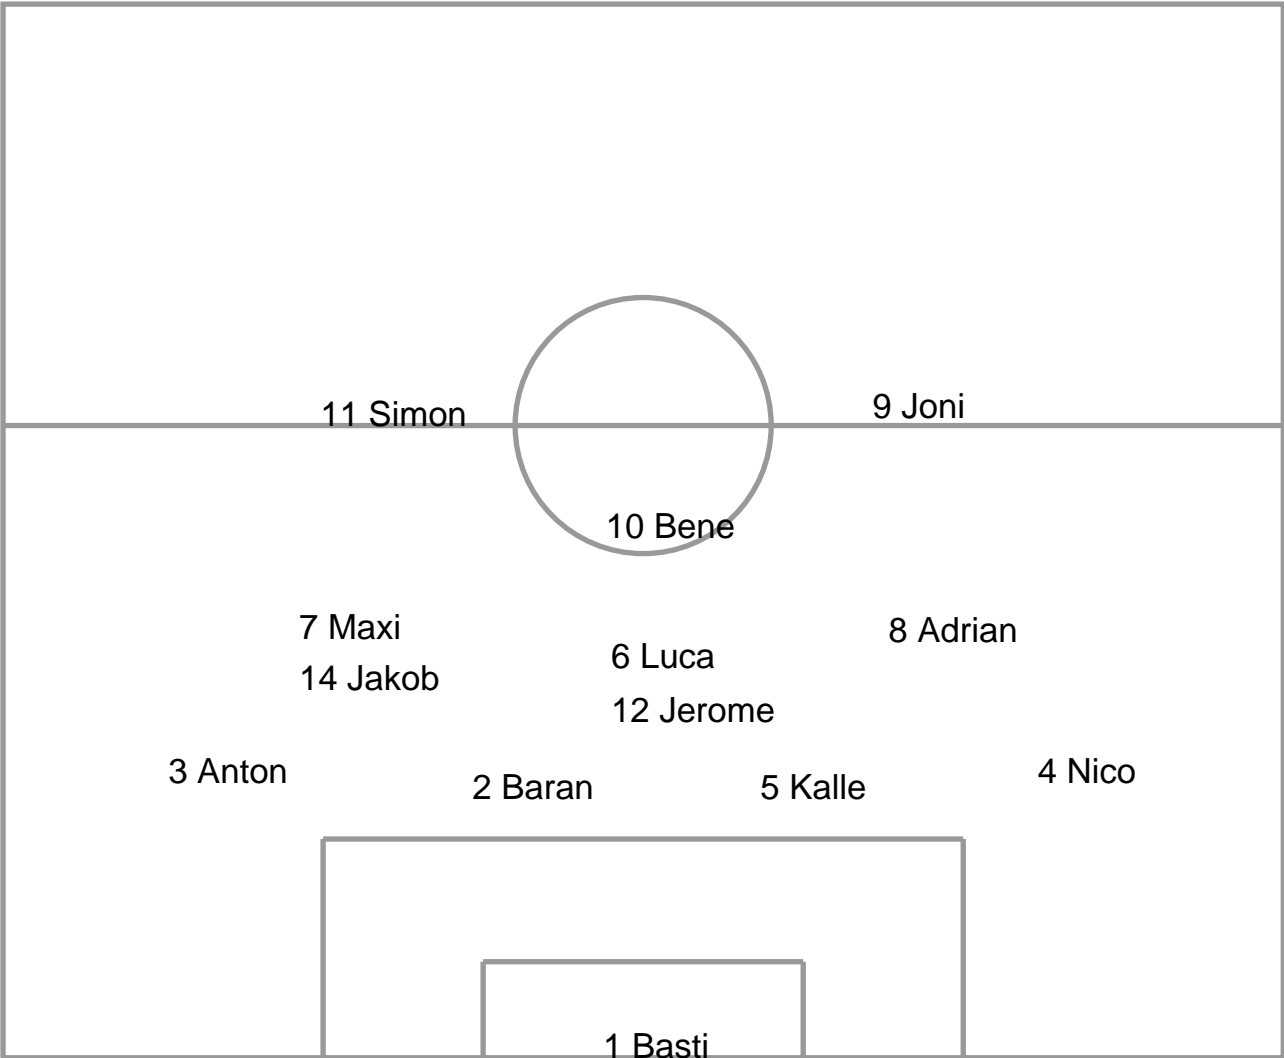 11 Simon
9 Joni
10 Bene
7 Maxi
8 Adrian
6 Luca
14 Jakob
12 Jerome
3 Anton
4 Nico
2 Baran
5 Kalle
1 Basti